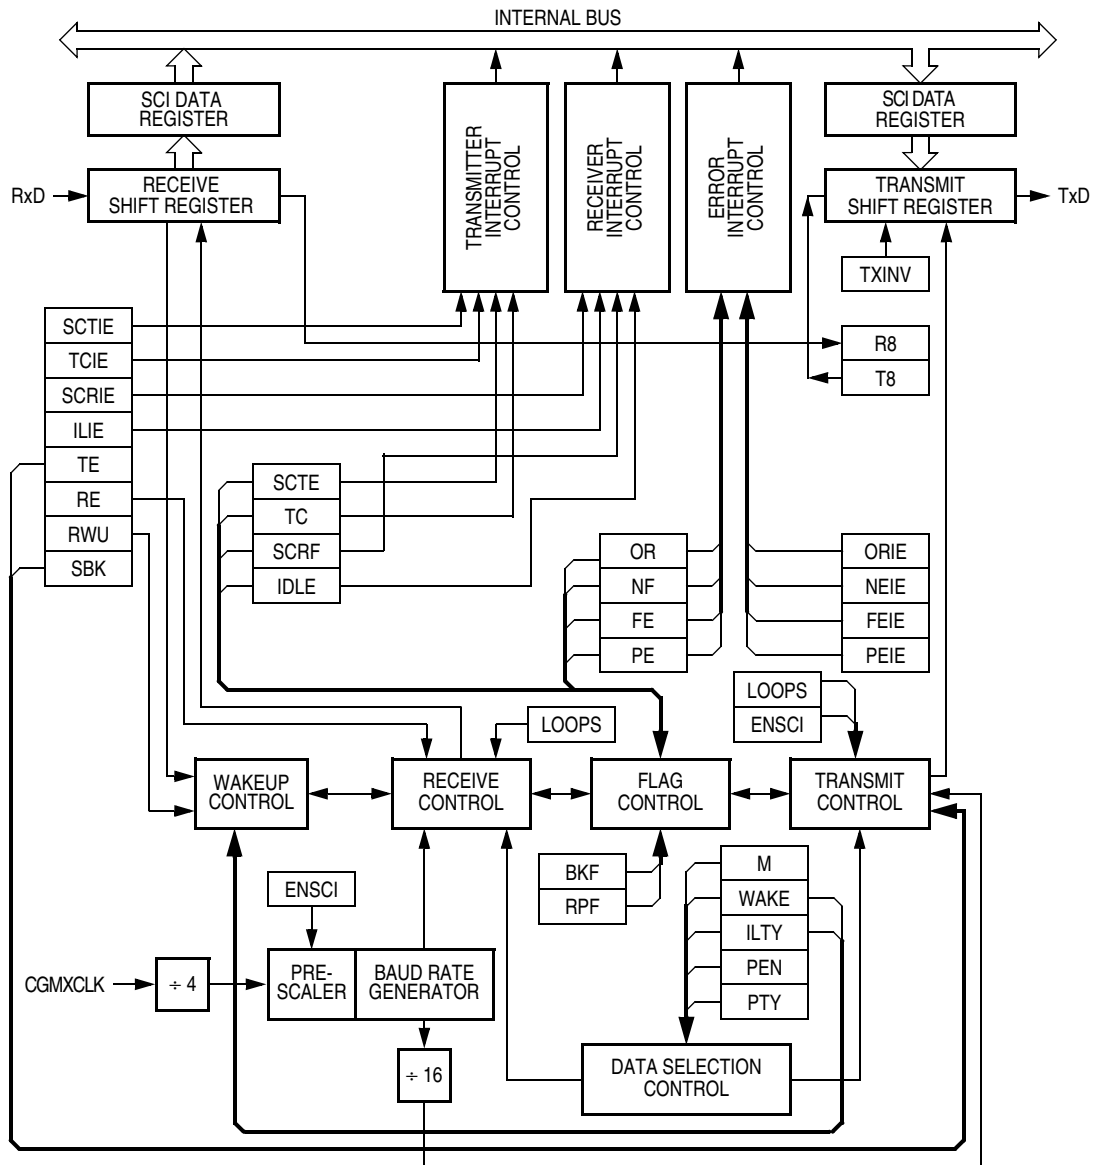 INTERNAL BUS
SCI DATA
REGISTER
SCI DATA
REGISTER
TRANSMITTER
INTERRUPT
CONTROL
RECEIVER
INTERRUPT
CONTROL
ERROR
INTERRUPT
CONTROL
RxD
RECEIVE
SHIFT REGISTER
TRANSMIT
SHIFT REGISTER
TxD
TXINV
SCTIE
TCIE
SCRIE
ILIE
TE
RE
RWU
SBK
R8
T8
SCTE
TC
SCRF
IDLE
OR
NF
FE
PE
ORIE
NEIE
FEIE
PEIE
LOOPS
LOOPS
ENSCI
WAKEUP
CONTROL
RECEIVE
CONTROL
FLAG
CONTROL
TRANSMIT
CONTROL
BKF
RPF
M
WAKE
ILTY
PEN
PTY
ENSCI
CGMXCLK
÷ 4
PRE-
SCALER
BAUD RATE
GENERATOR
÷ 16
DATA SELECTION
CONTROL